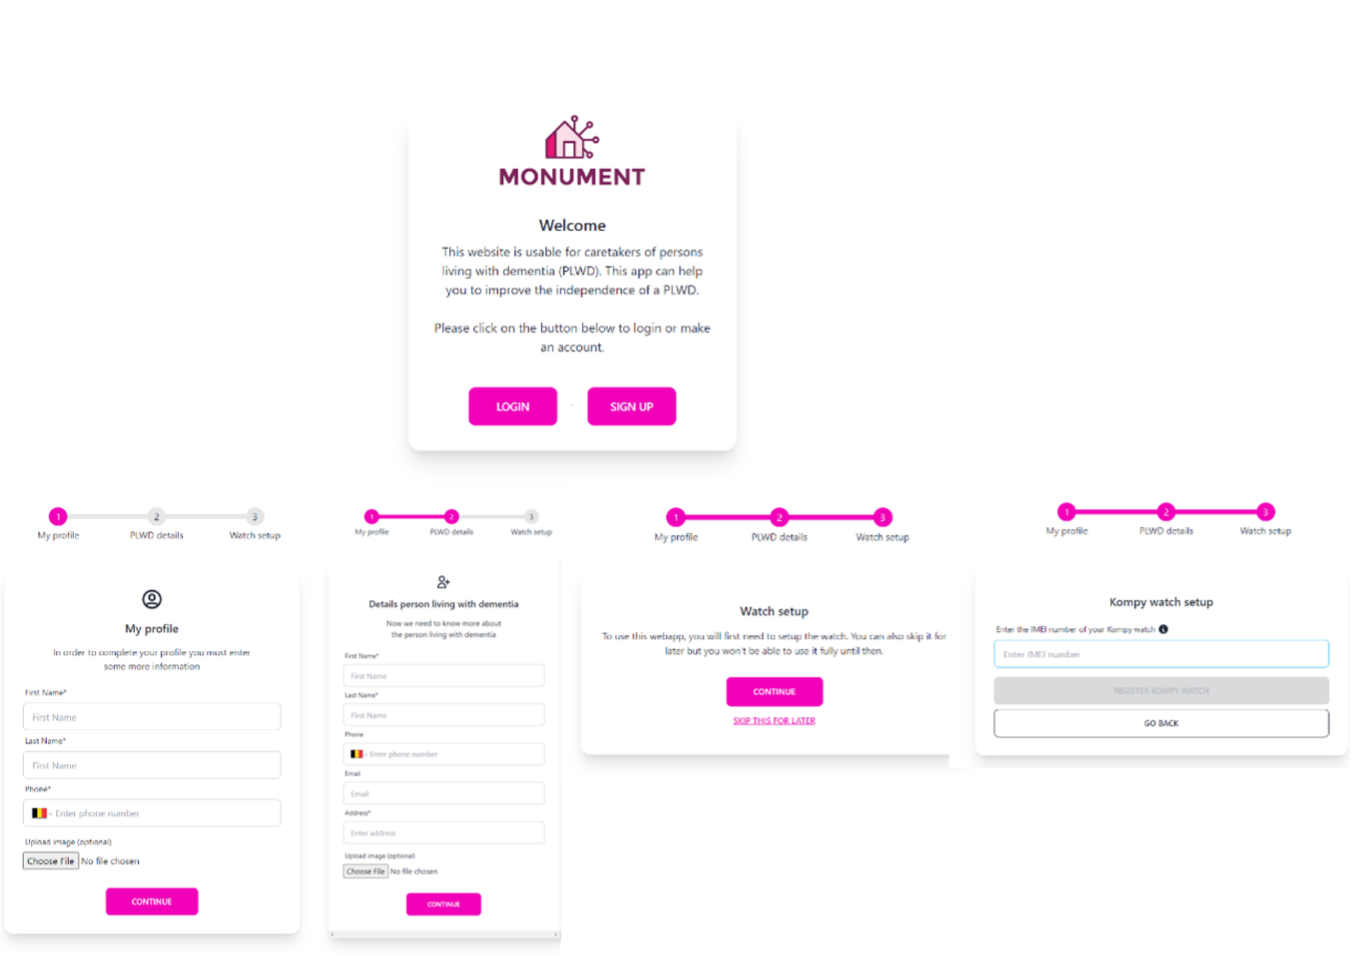 MONUMENT
Welcome
This website is usable for caretakers of persons
living with dementia (PLWD). This app can help
you to improve the independence of a PLWD.
Please click on the button below to login or make
an account.
LOGIN
-
SIGN UP
1
2
3
My profile
PLWD details
Watch setup
My profile
In order to complete your profile you must enter
some more information
First Name*
First Name
Last Name*
First Name
Phone*
Enter phone number
Upload image (optional)
Choose File No file chosen
CONTINUE
1
2
3
My profile
PLWD details
Watch setup
Details person living with dementia
Now we need to know more about
the person living with dementia
First Name*
First Name
Last Name*
First Name
Phone
Enter phone number
Email
Email
Address*
Enter address
Upload image (optional)
Choose File No file chosen
CONTINUE
1
2
3
My profile
PLWD details
Watch setup
Watch setup
To use this webapp, you will first need to setup the watch. You can also skip it for
later but you won't be able to use it fully until then.
CONTINUE
SKIP THIS FOR LATER
1
2
3
My profile
PLWD details
Watch setup
Kompy watch setup
Enter the IMEI number of your Kompy watch
Enter IMEI number
REGISTER KOMPY WATCH
GO BACK